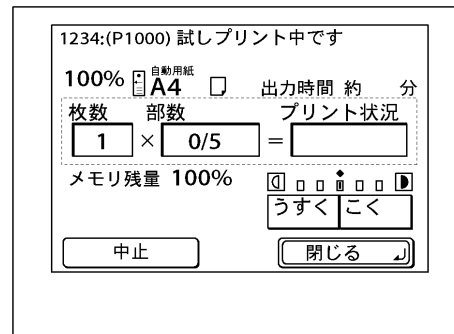 1234:(P1000) 試しプリント中です
100% 自動用紙 A4 出力時間 約 分
枚数 部数 プリント状況
1 × 0/5 =
メモリ残量 100%
うすく こく
中止 閉じる